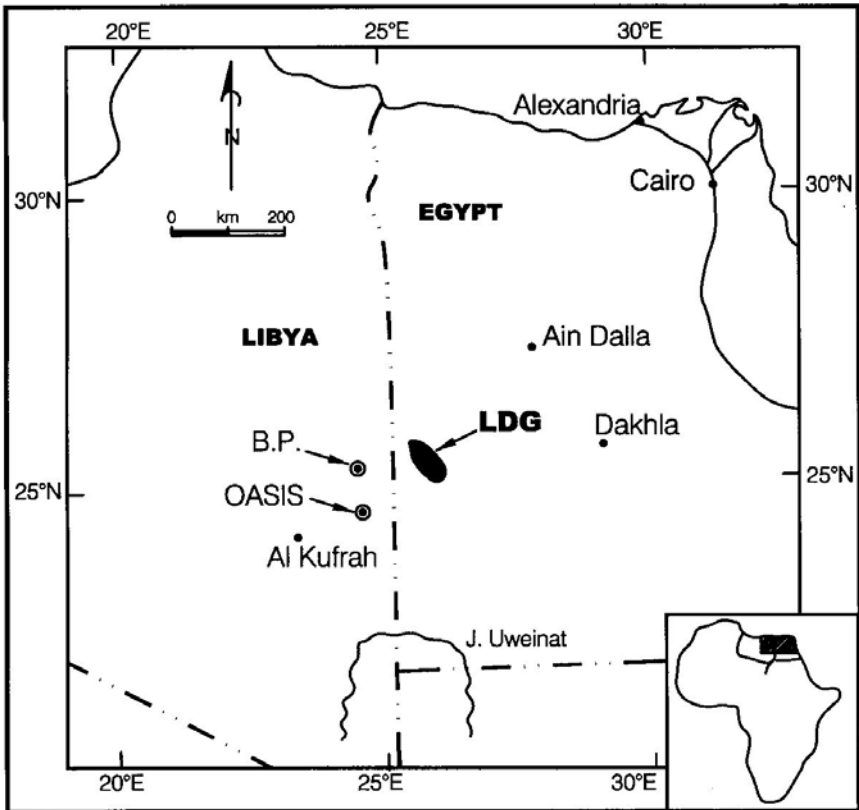 20°E 25°E 30°E
N
Alexandria
30°N 30°N
Cairo
0 km 200
EGYPT
LIBYA
Ain Dalla
LDG
Dakhla
B.P.
25°N 25°N
OASIS
Al Kufrah
J. Uweinat
20°E 25°E 30°E